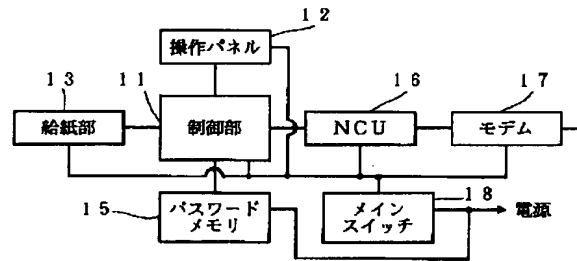 12
操作パネル
13
11
16
17
給紙部
制御部
NCU
モデム
15
パスワード
メモリ
メイン
スイッチ
18
電源